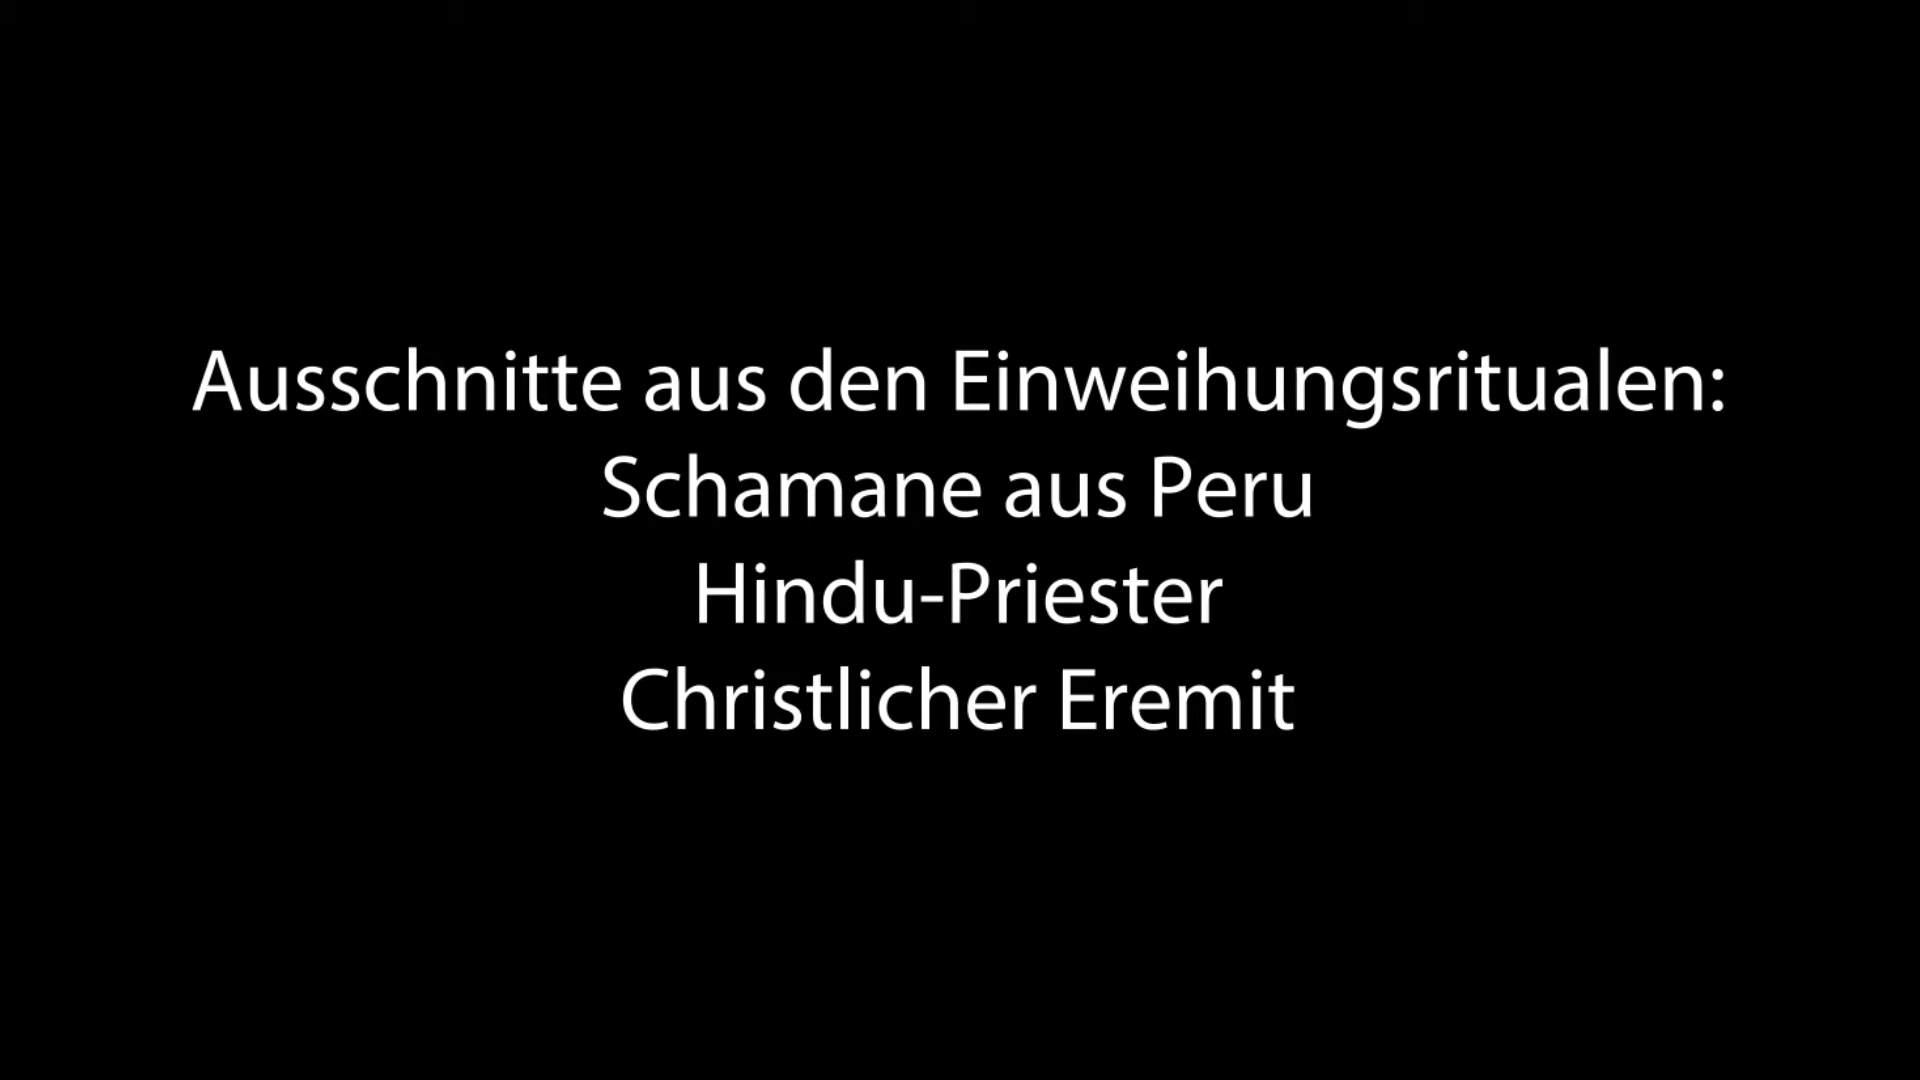 Ausschnitte aus den Einweihungsritualen:
Schamane aus Peru
Hindu-Priester
Christlicher Eremit